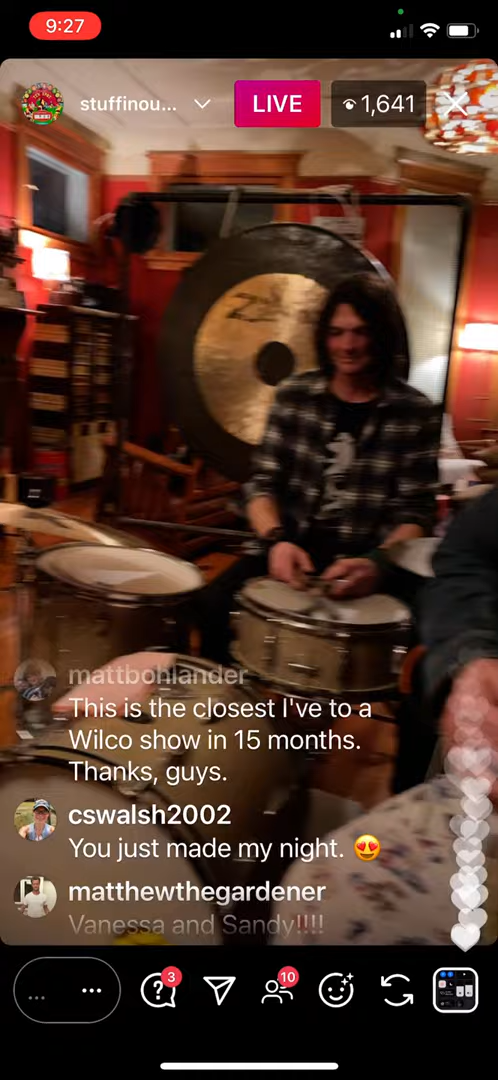 9:27
stuffinou...
LIVE
1,641
mattbohlander
This is the closest I've to a
Wilco show in 15 months.
Thanks, guys.
cswalsh2002
You just made my night. 😍
matthewthegardener
Vanessa and Sandy!!!!
3
10